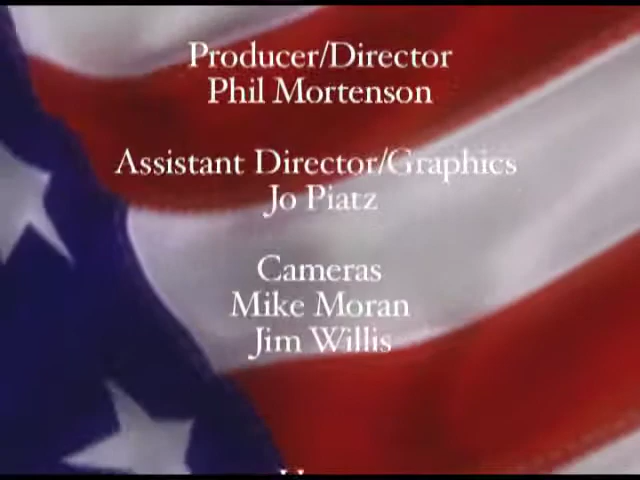 Producer/Director
Phil Mortenson
Assistant Director/Graphics
Jo Piatz
Cameras
Mike Moran
Jim Willis